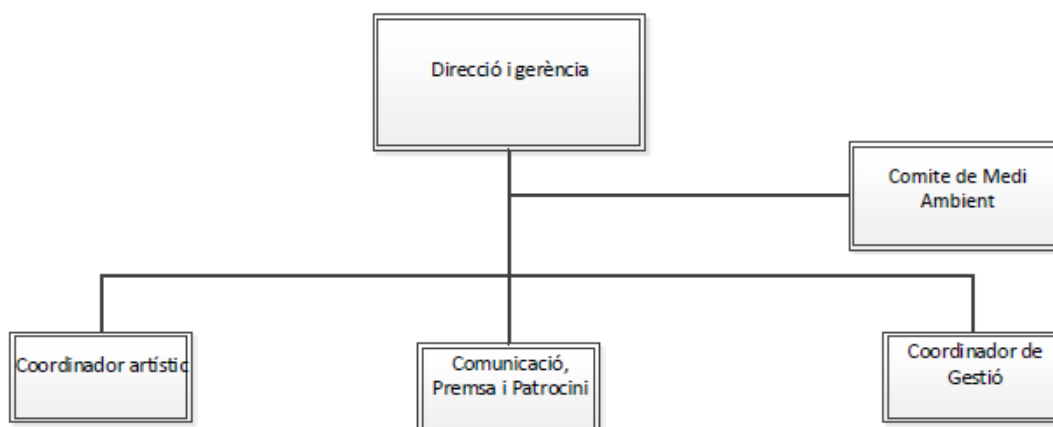 Direcció i gerència
Comite de Medi
Ambient
Coordinador artístic
Comunicació,
Premsa i Patrocini
Coordinador de
Gestió